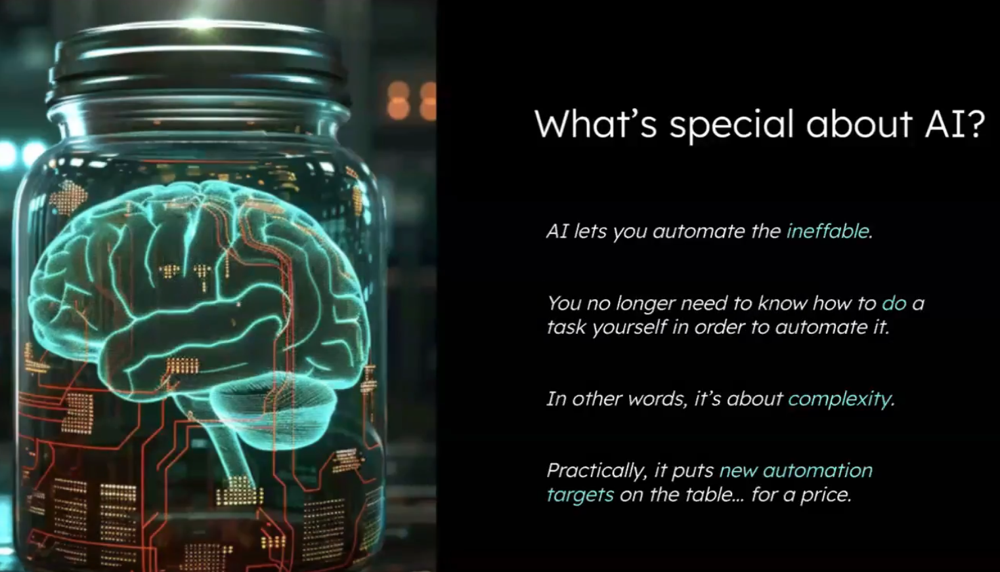 What’s special about AI?
AI lets you automate the ineffable.
You no longer need to know how to do a
task yourself in order to automate it.
In other words, it’s about complexity.
Practically, it puts new automation
targets on the table... for a price.